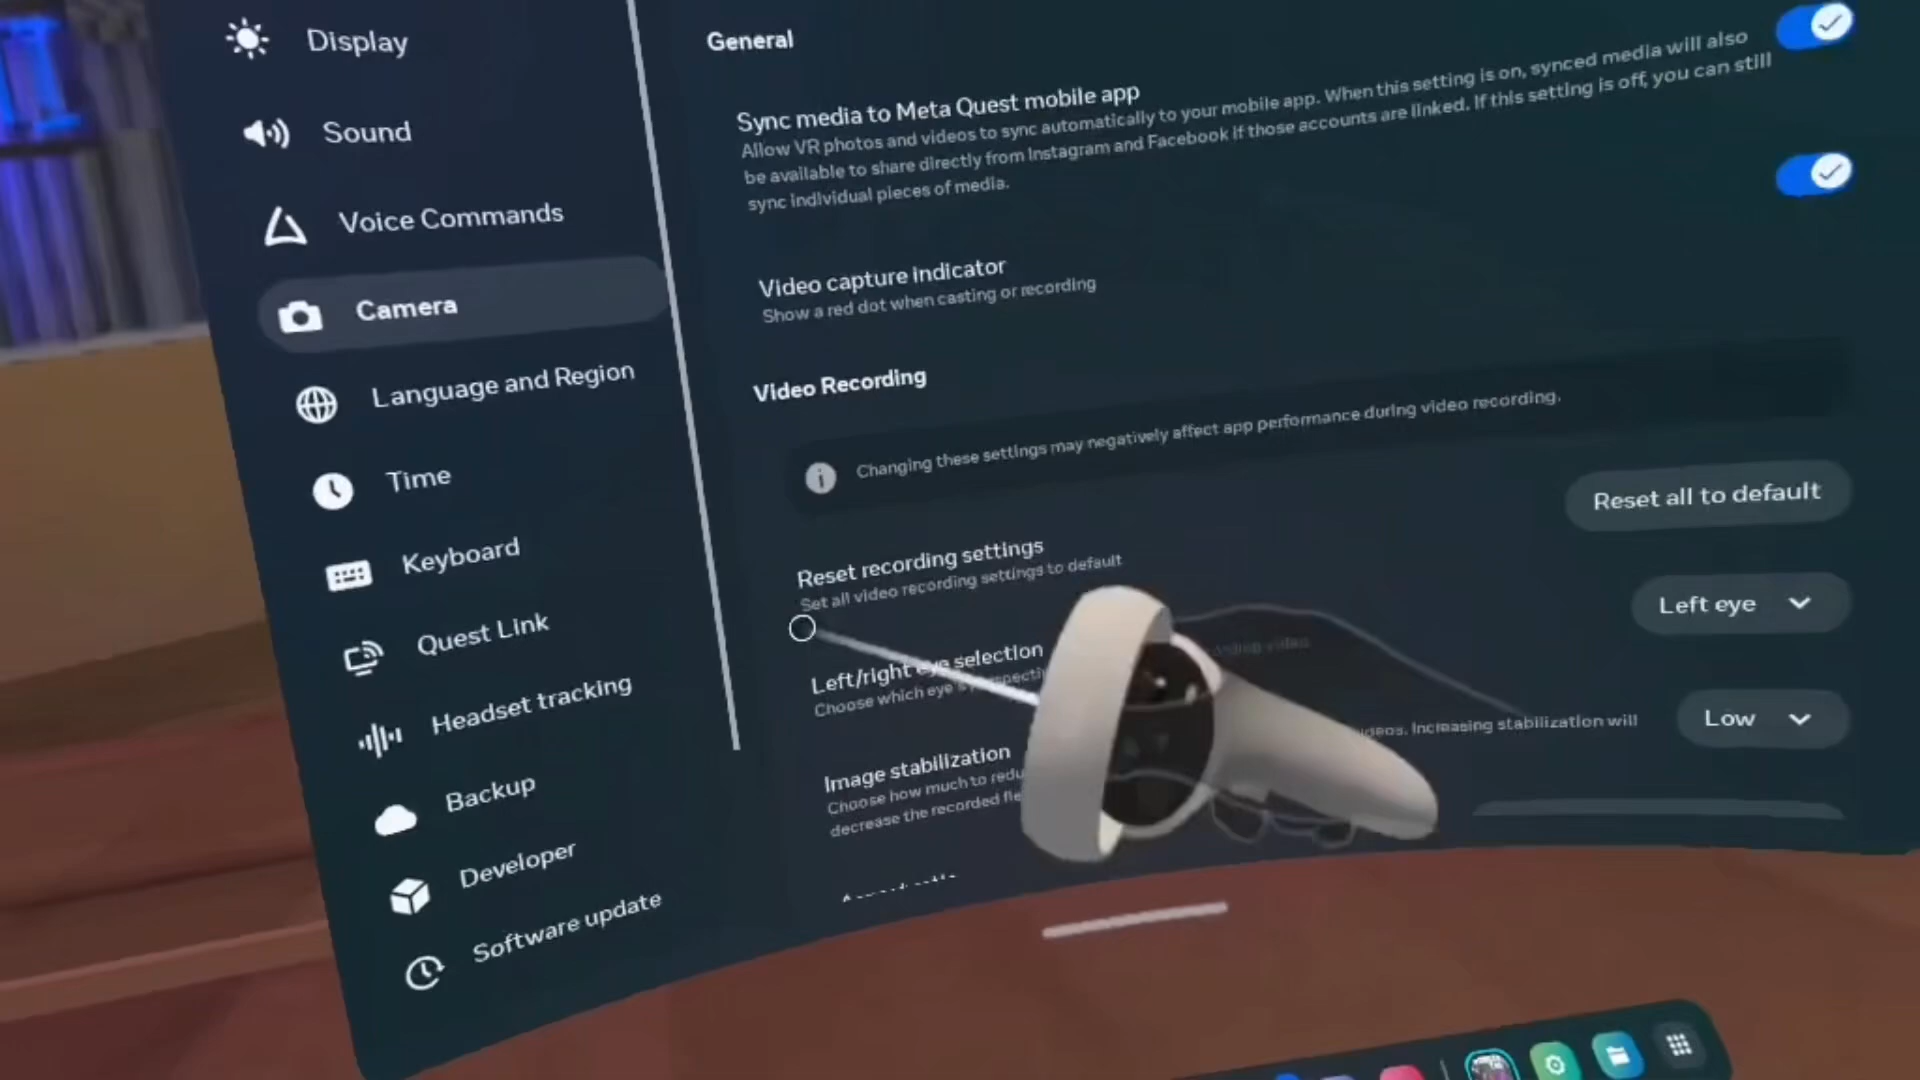 Display
Sound
Voice Commands
Camera
Language and Region
Time
Keyboard
Quest Link
Headset tracking
Backup
Developer
Software update
General
Sync media to Meta Quest mobile app
Allow VR photos and videos to sync automatically to your mobile app. When this setting is on, synced media will also
be available to share directly from Instagram and Facebook if those accounts are linked. If this setting is off, you can still
sync individual pieces of media.
Video capture indicator
Show a red dot when casting or recording
Video Recording
Changing these settings may negatively affect app performance during video recording.
Reset recording settings
Set all video recording settings to default
Reset all to default
Left/right eye selection
Choose which eye's video
Left eye
Image stabilization
Choose how much to Increasing stabilization will
decrease the recorded
Low